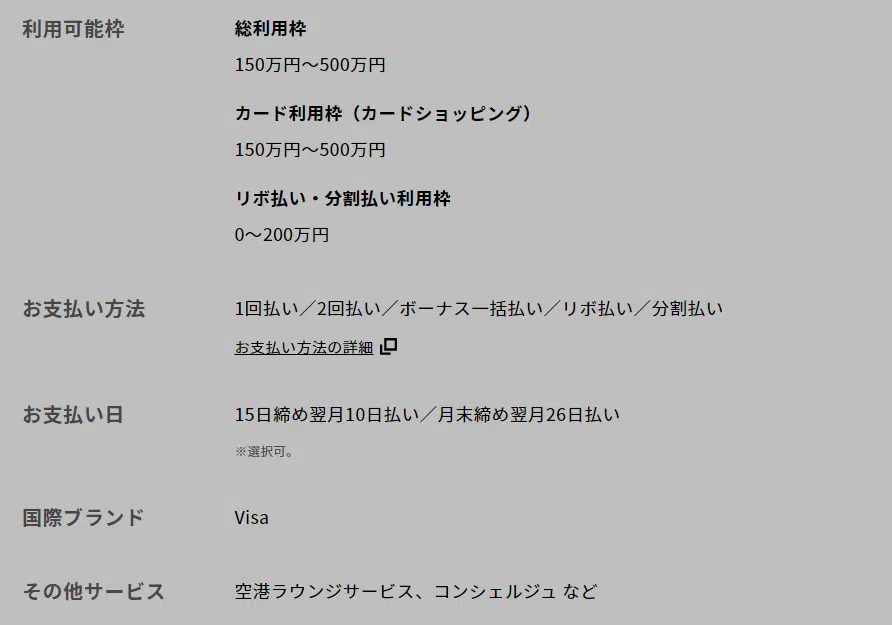 利用可能枠
総利用枠
150万円～500万円
カード利用枠（カードショッピング）
150万円～500万円
リボ払い・分割払い利用枠
0～200万円
お支払い方法
1回払い／2回払い／ボーナス一括払い／リボ払い／分割払い
お支払い方法の詳細
お支払い日
15日締め翌月10日払い／月末締め翌月26日払い
※選択可。
国際ブランド
Visa
その他サービス
空港ラウンジサービス、コンシェルジュ など